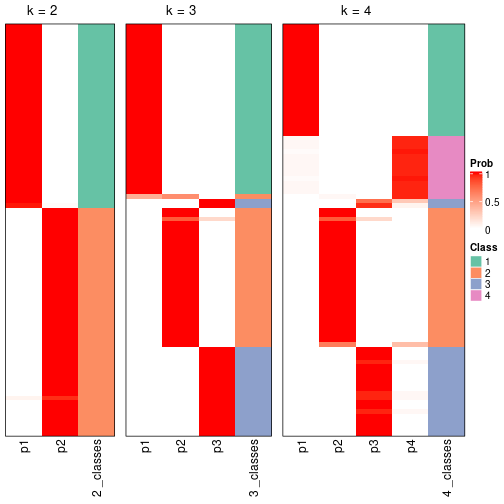 k = 2
k = 3
k = 4
Prob
1
0.5
0
Class
1
2
3
4
p1
p2
2_classes
p1
p2
p3
3_classes
p1
p2
p3
p4
4_classes